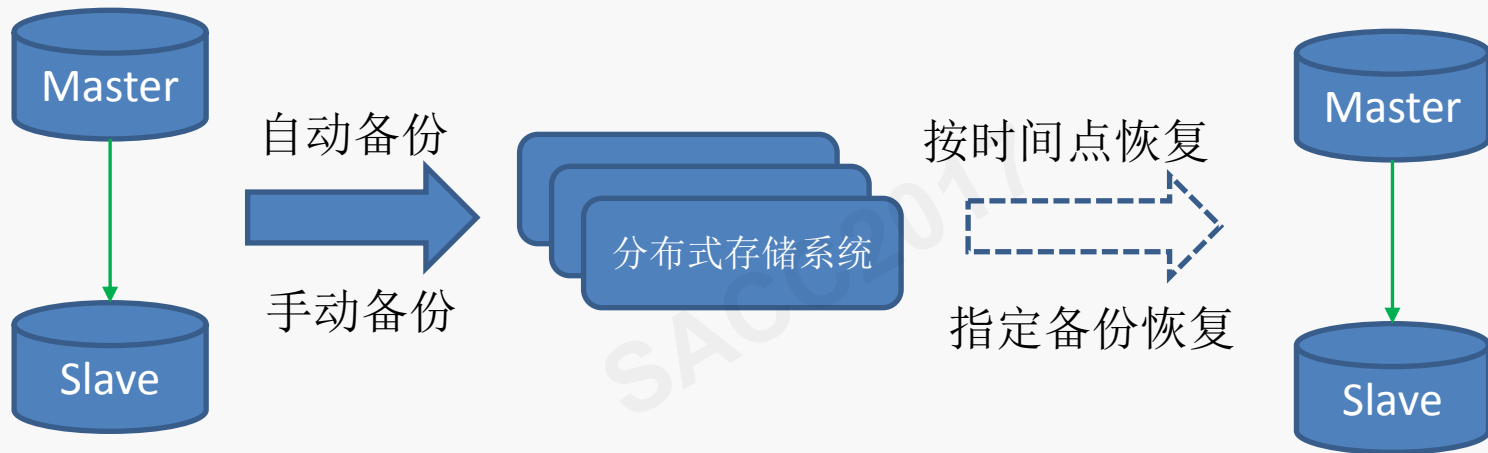 Master
Slave
自动备份
手动备份
分布式存储系统
SACC2017
按时间点恢复
指定备份恢复
Master
Slave